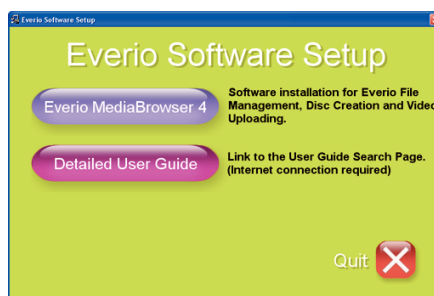 Everio Software Setup
Everio Software Setup
Everio MediaBrowser 4
Software installation for Everio File
Management, Disc Creation and Video
Uploading.
Detailed User Guide
Link to the User Guide Search Page.
(Internet connection required)
Quit